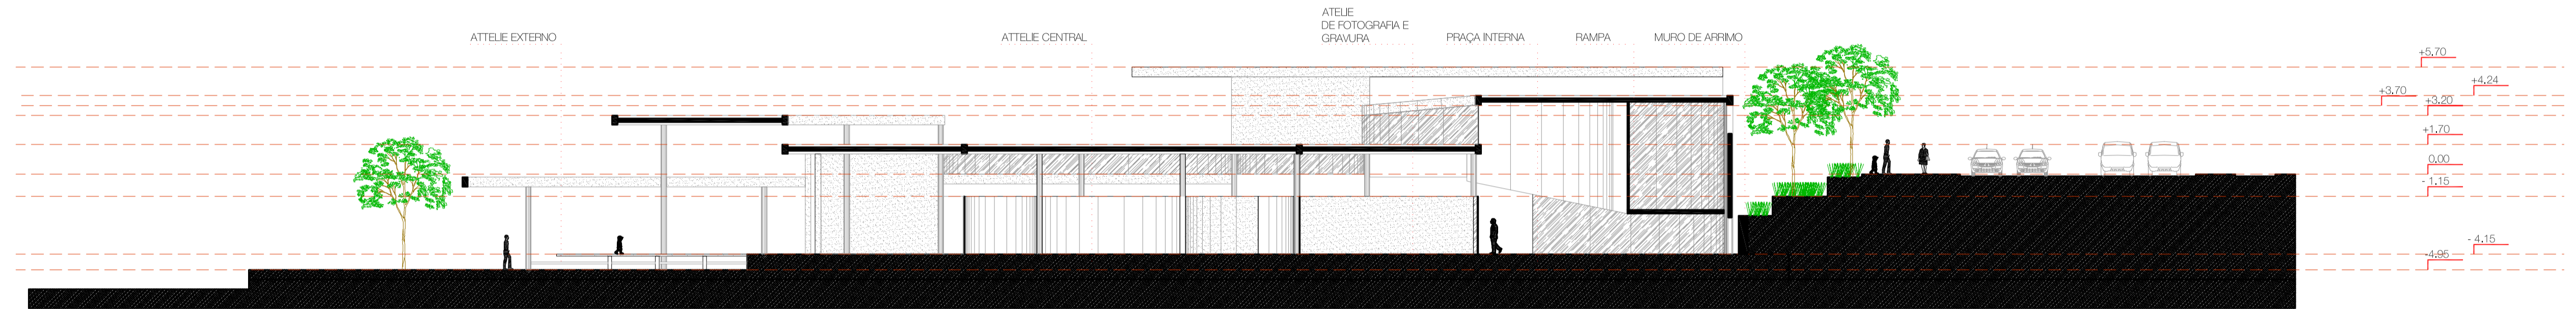 ATTELIE EXTERNO
ATTELIE CENTRAL
ATELIE
DE FOTOGRAFIA E
GRAVURA
PRAÇA INTERNA
RAMPA
MURO DE ARRIMO
+5.70
+4.24
+3.70
+3.20
+1.70
0,00
- 1.15
- 4.15
-4.95